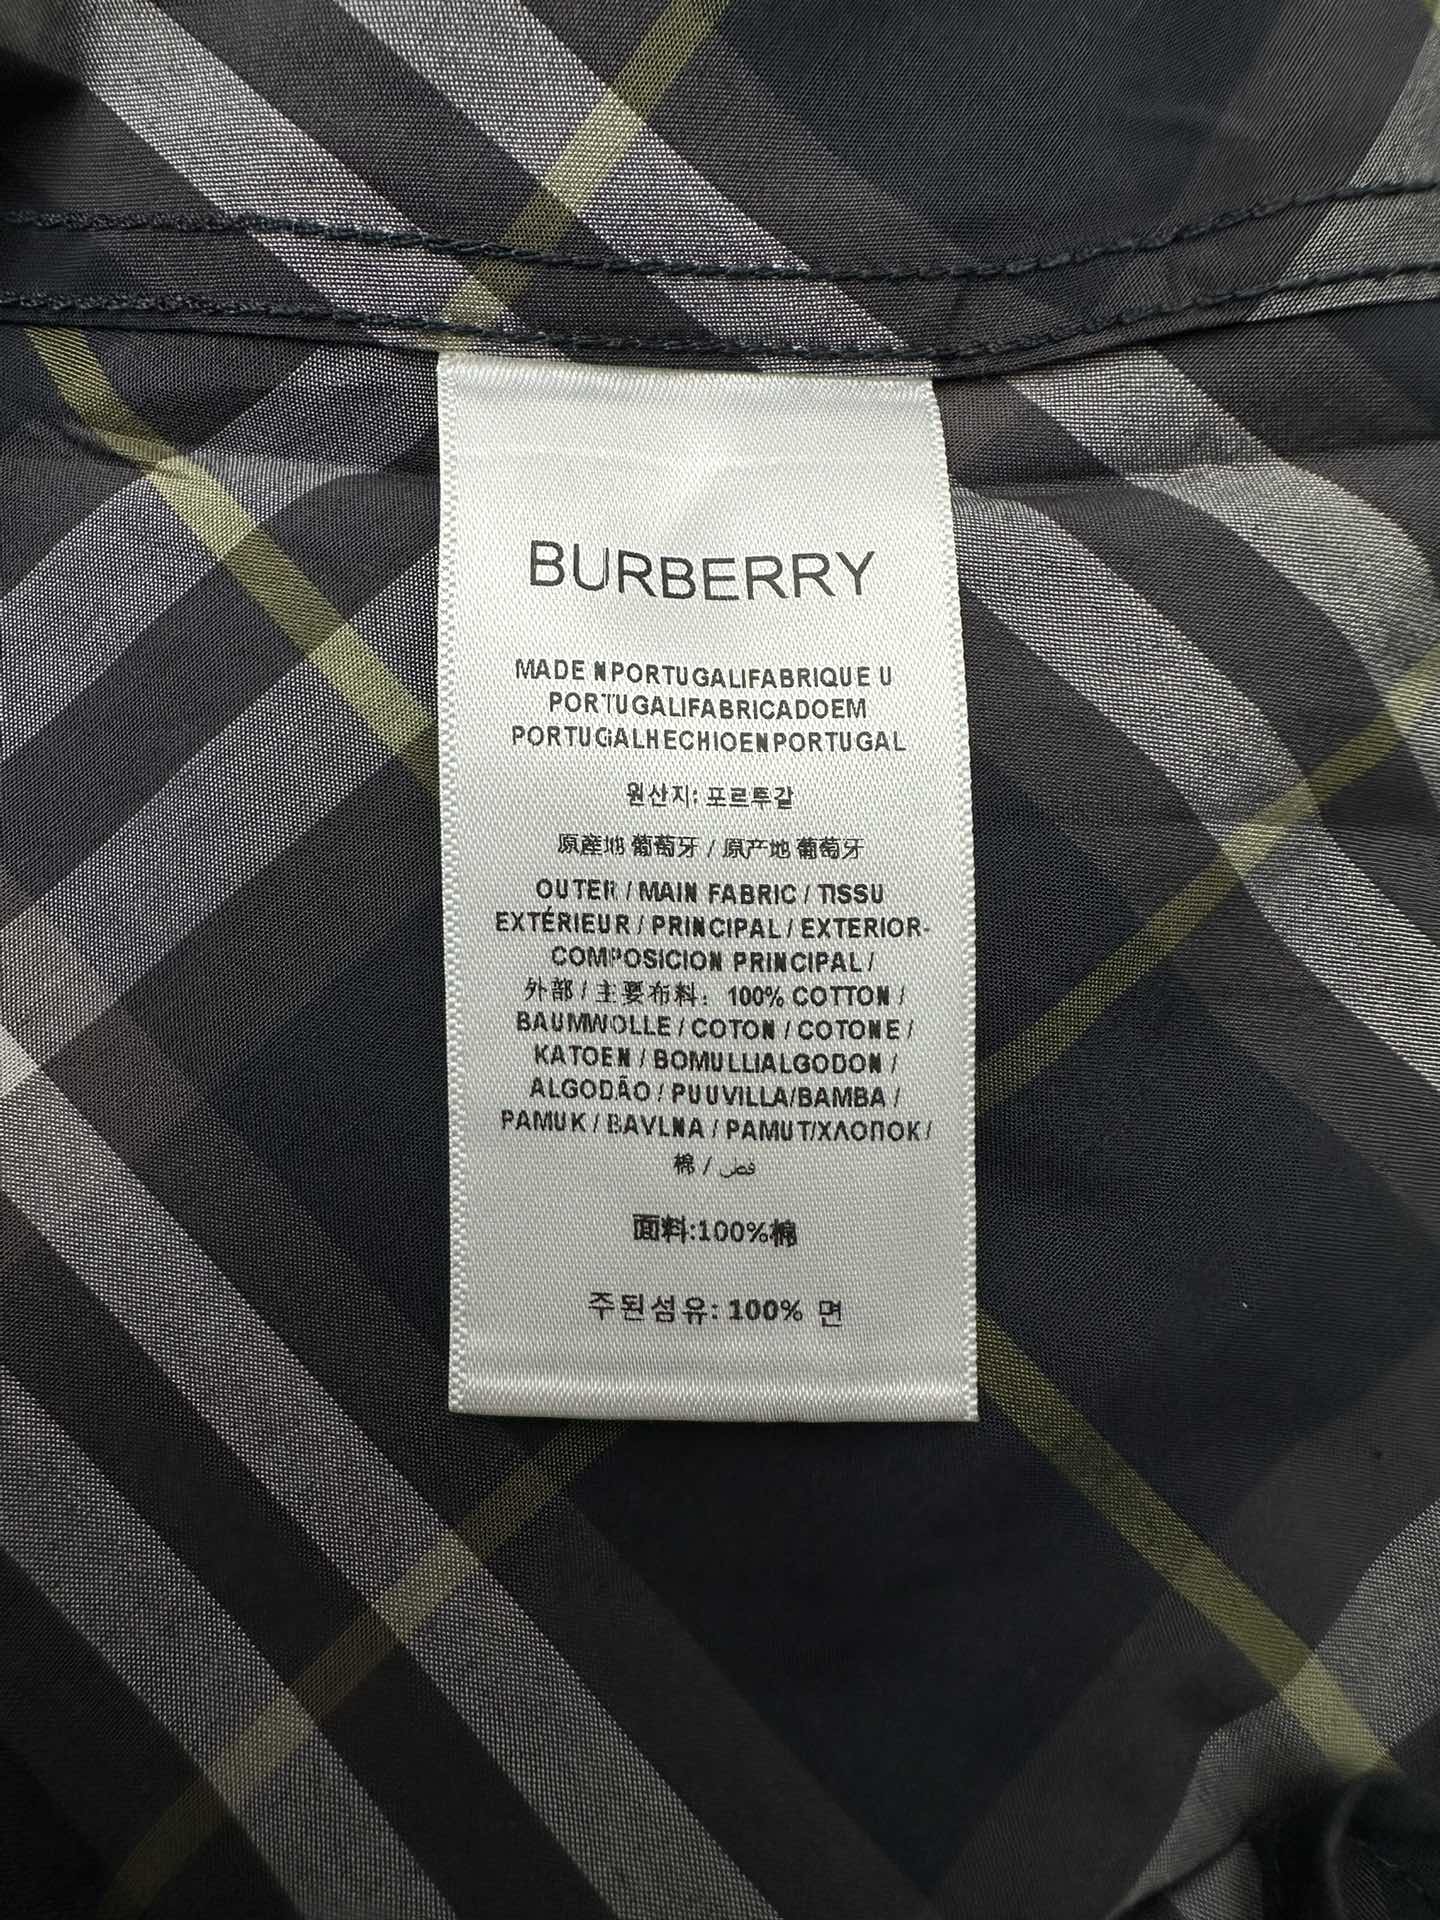 BURBERRY
MADE N PORTUGALIFABRIQUE U
PORTUGALIFABRICADOEM
PORTUGALHECHIOENPORTUGAL
원산지: 포르투갈
原產地 葡萄牙 / 原产地 葡萄牙
OUTER / MAIN FABRIC / TISSU
EXTÉRIEUR / PRINCIPAL / EXTERIOR-
COMPOSICION PRINCIPAL /
外部 / 主要布料： 100% COTTON /
BAUMWOLLE / COTON / COTONE /
KATOEN / BOMULLIALGODON /
ALGODÃO / PUUVILLA/BAMBA /
PAMUK / BAVLNA / PAMUT/ХЛОПОК /
棉 / قطن
面料:100%棉
주된섬유: 100% 면